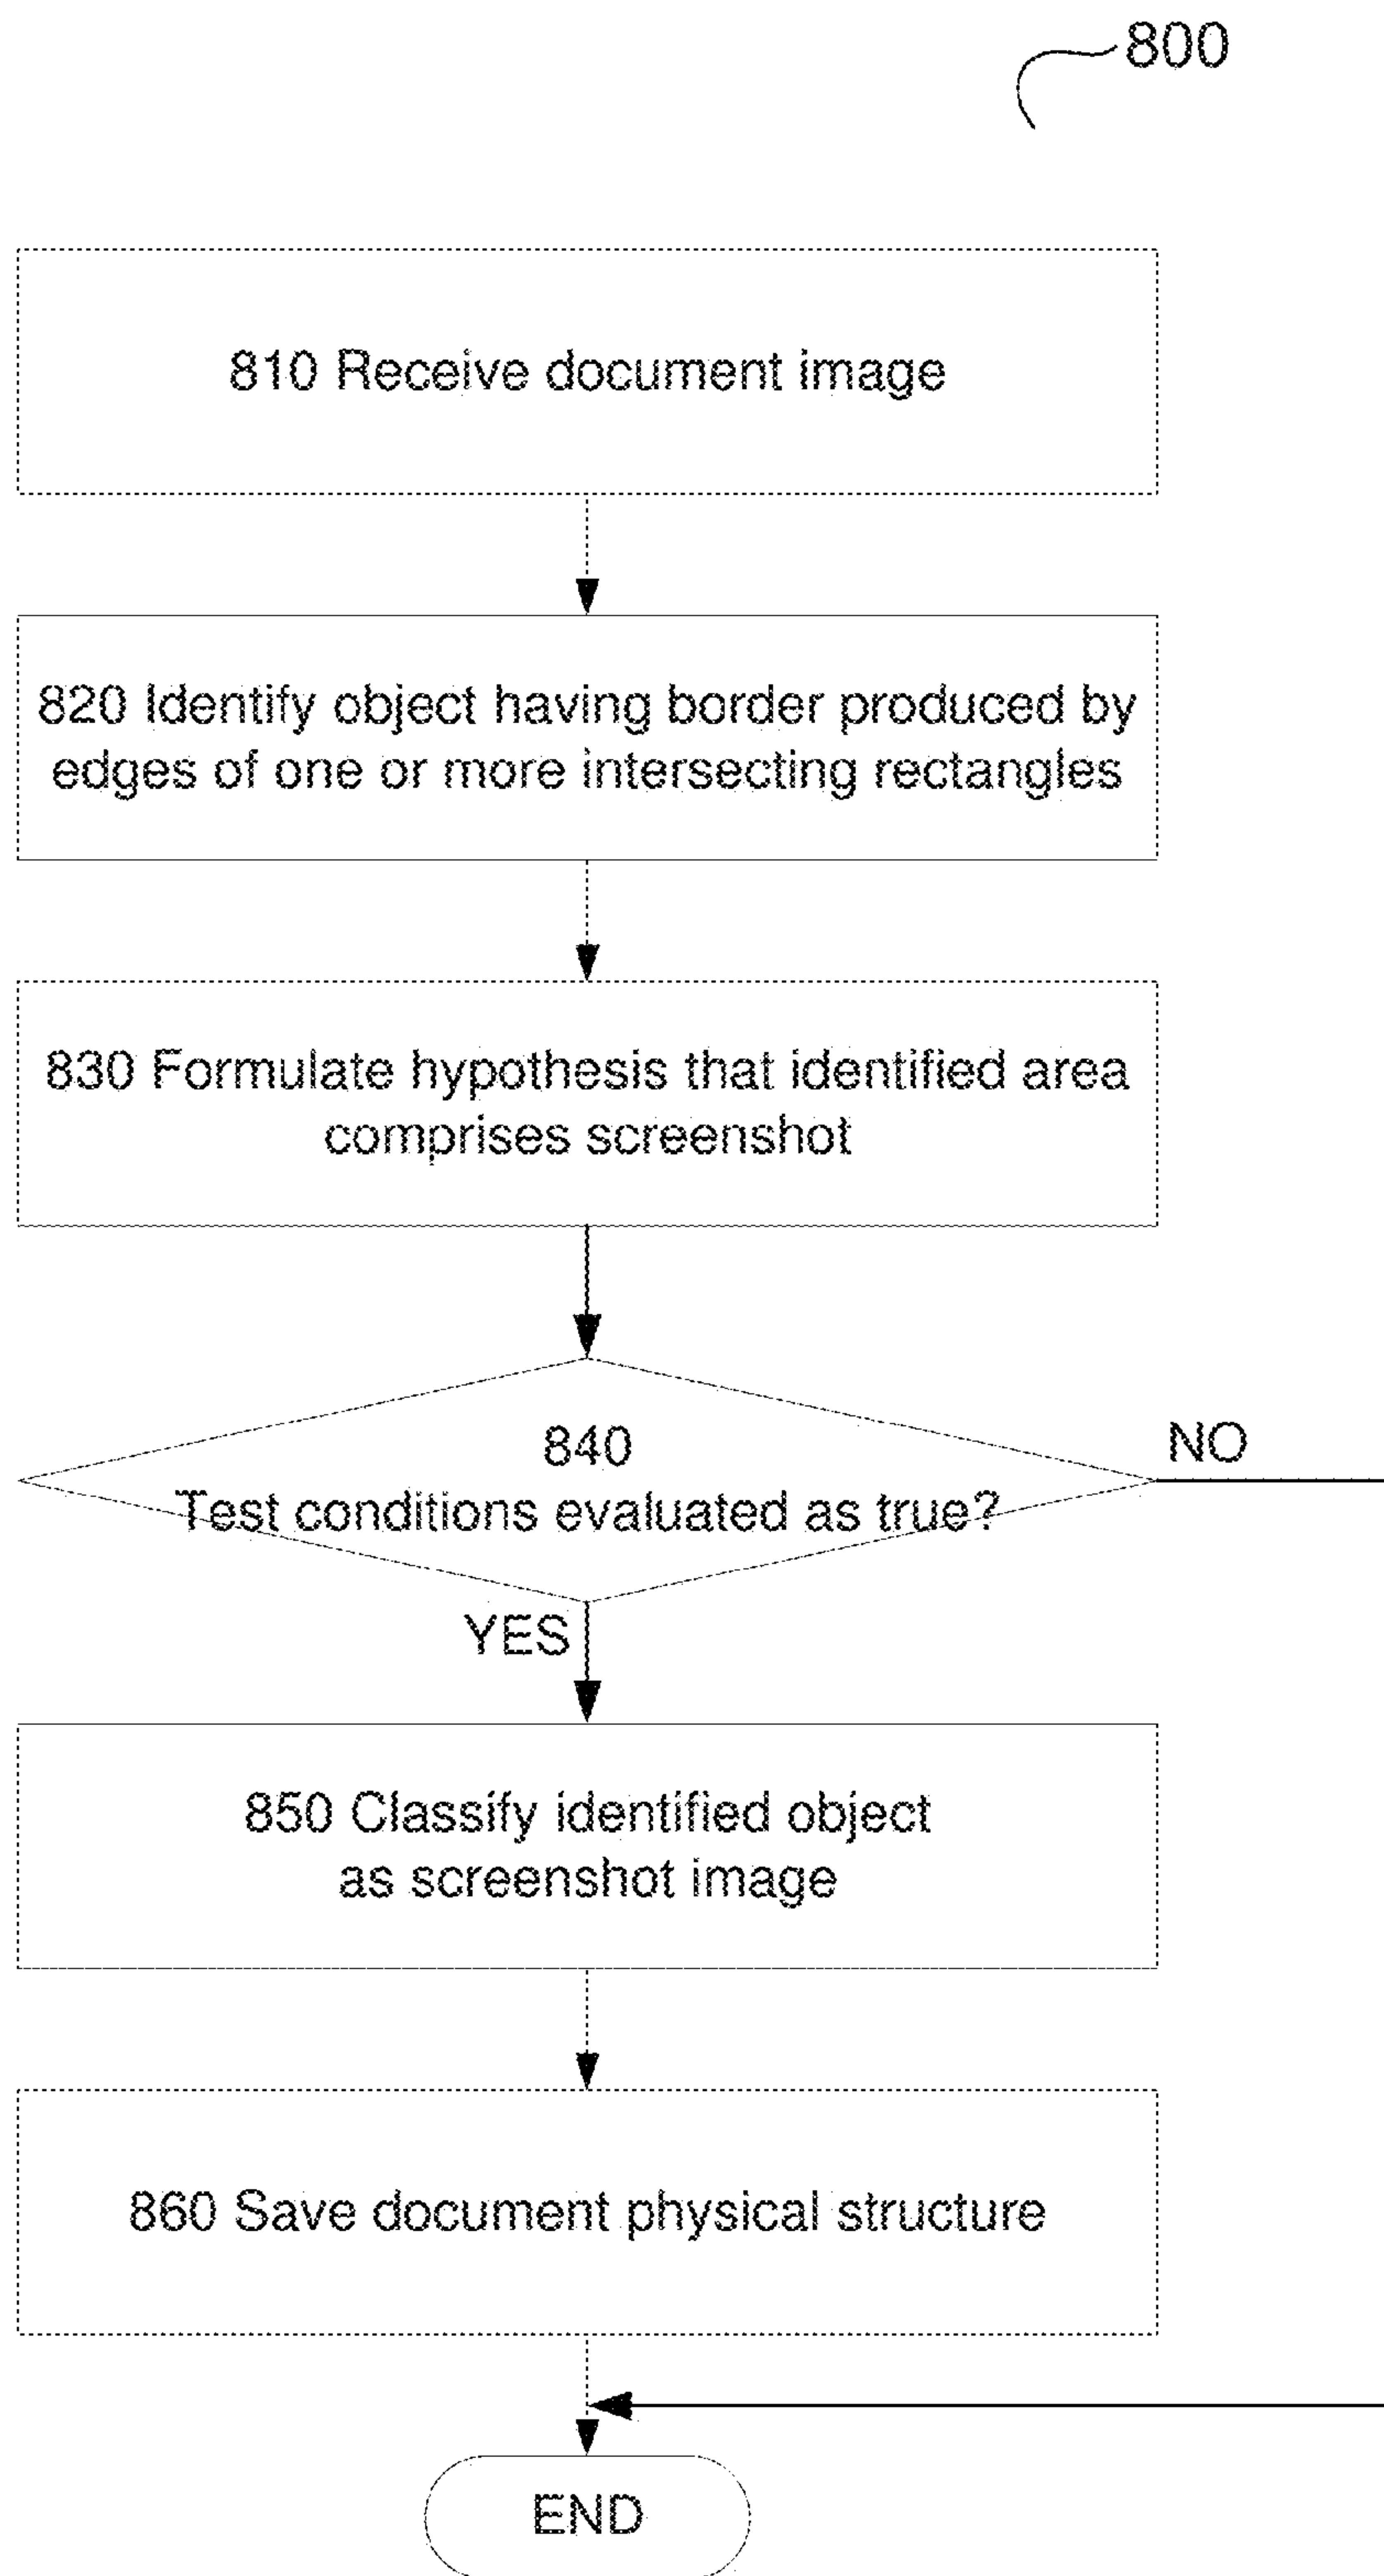 800
810 Receive document image
820 Identify object having border produced by
edges of one or more intersecting rectangles
830 Formulate hypothesis that identified area
comprises screenshot
840
Test conditions evaluated as true?
NO
YES
850 Classify identified object
as screenshot image
860 Save document physical structure
END